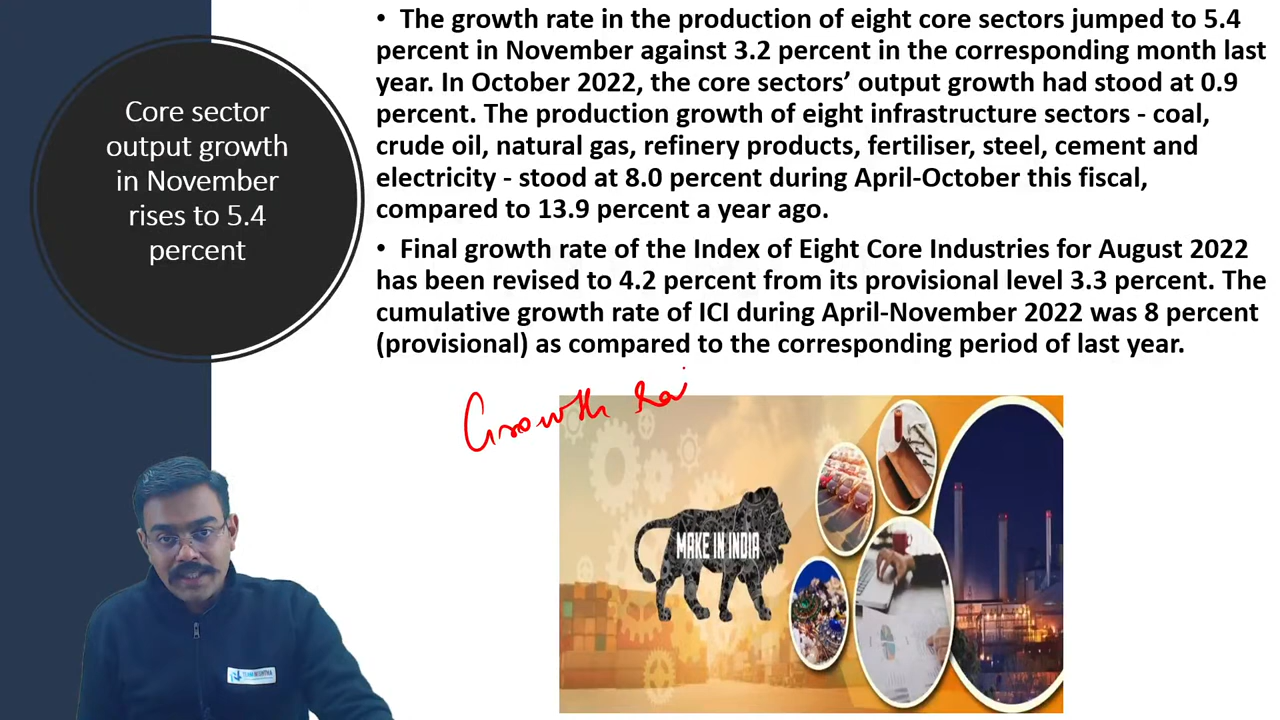 Core sector
output growth
in November
rises to 5.4
percent
• The growth rate in the production of eight core sectors jumped to 5.4
percent in November against 3.2 percent in the corresponding month last
year. In October 2022, the core sectors’ output growth had stood at 0.9
percent. The production growth of eight infrastructure sectors - coal,
crude oil, natural gas, refinery products, fertiliser, steel, cement and
electricity - stood at 8.0 percent during April-October this fiscal,
compared to 13.9 percent a year ago.
• Final growth rate of the Index of Eight Core Industries for August 2022
has been revised to 4.2 percent from its provisional level 3.3 percent. The
cumulative growth rate of ICI during April-November 2022 was 8 percent
(provisional) as compared to the corresponding period of last year.
Growth
MAKE IN INDIA